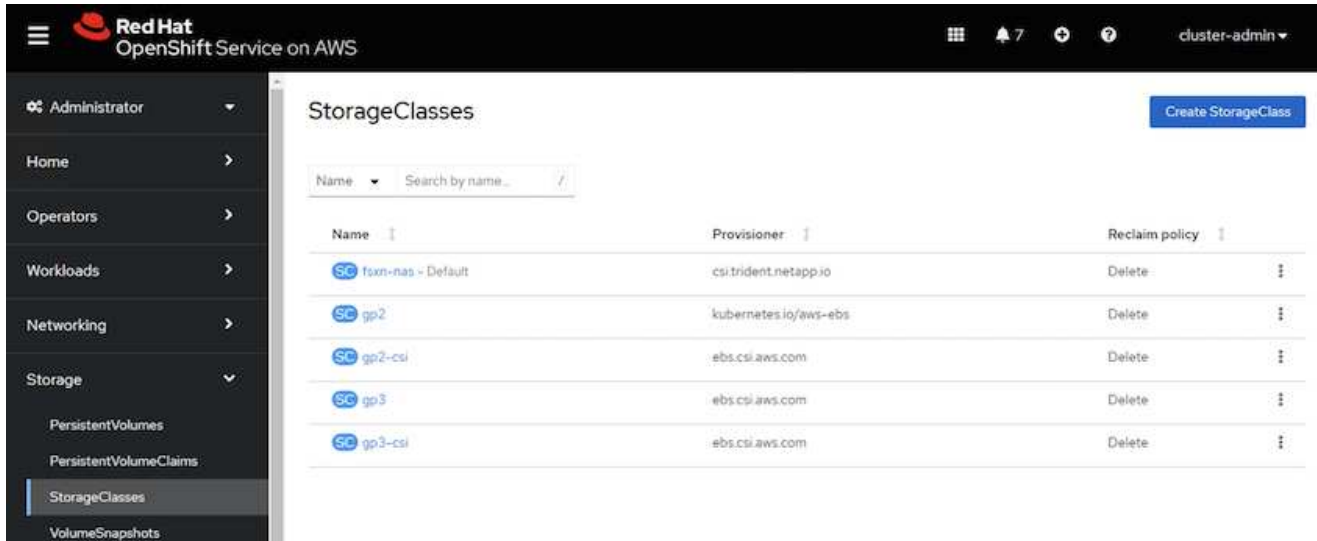 Red Hat
OpenShift Service on AWS
7
cluster-admin
Administrator
Home
Operators
Workloads
Networking
Storage
PersistentVolumes
PersistentVolumeClaims
StorageClasses
VolumeSnapshots
StorageClasses
Create StorageClass
Name Search by name... /
Name Provisioner Reclaim policy
SC fsxn-nas - Default csi.trident.netapp.io Delete
SC gp2 kubernetes.io/aws-ebs Delete
SC gp2-csi ebs.csi.aws.com Delete
SC gp3 ebs.csi.aws.com Delete
SC gp3-csi ebs.csi.aws.com Delete